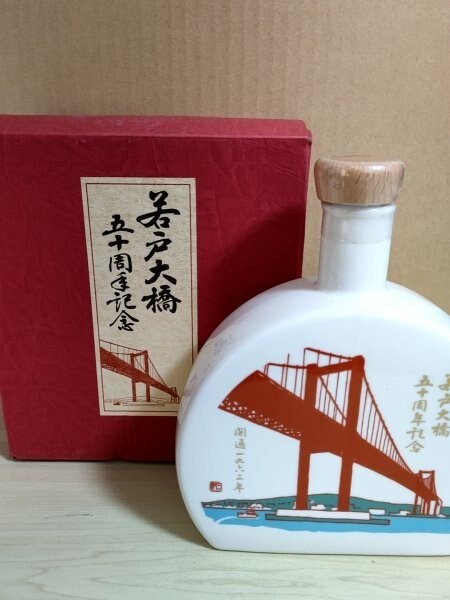 若戸大橋
五十周年記念
若戸大橋
五十周年記念
開通一九六二年